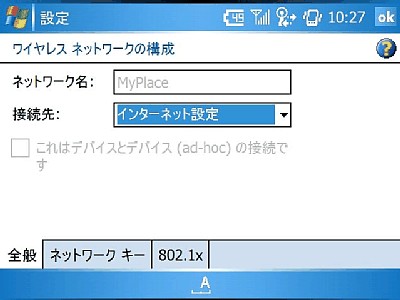 設定 49 10:27 ok
ワイヤレス ネットワークの構成
ネットワーク名: MyPlace
接続先: インターネット設定
これはデバイスとデバイス (ad-hoc) の接続で
す
全般 ネットワーク キー 802.1x
A